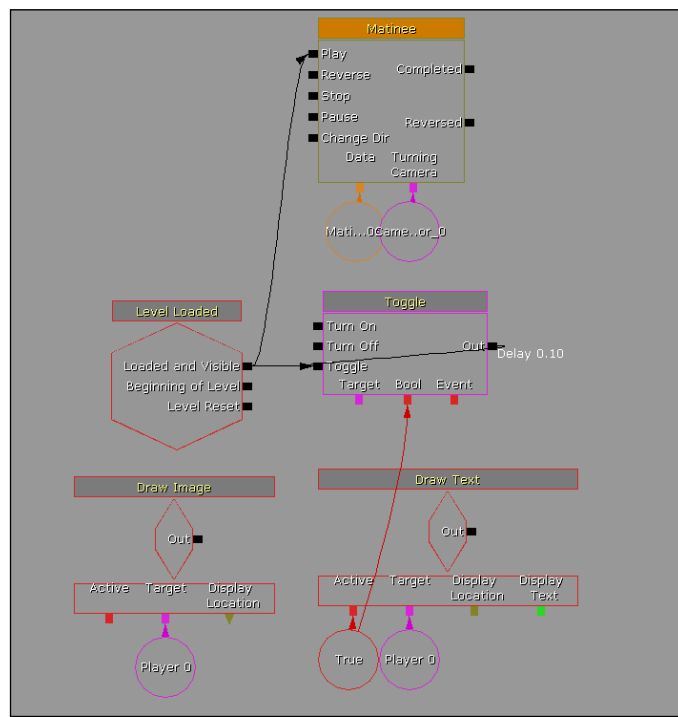 Matinee
Play
Completed
Reverse
Stop
Pause
Reversed
Change Dir
Data Turning
Camera
Mati...0 Came..or_0
Level Loaded
Toggle
Turn On
Turn Off
Out
Delay 0.10
Loaded and Visible
Toggle
Beginning of Level
Target Bool Event
Level Reset
Draw Image
Draw Text
Out
Out
Active Target Display
Location
Active Target Display Display
Location Text
Player 0
True Player 0